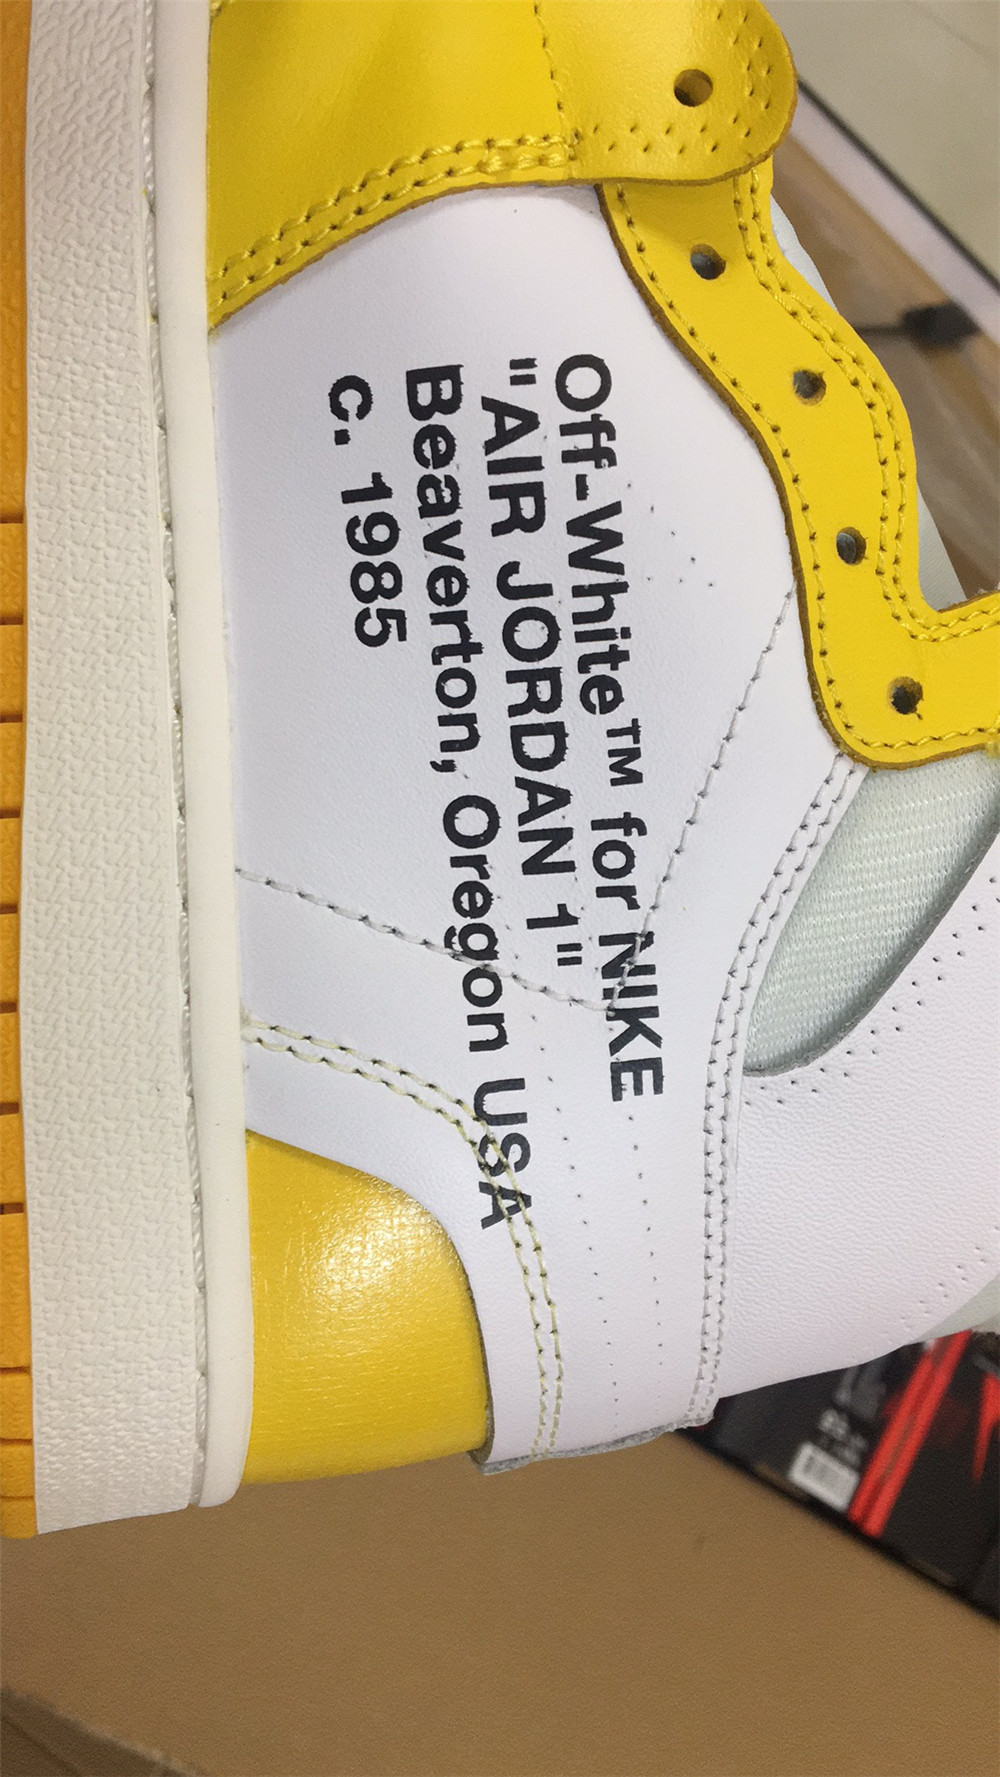 Off-White™ for NIKE
"AIR JORDAN 1"
Beaverton, Oregon USA
c. 1985